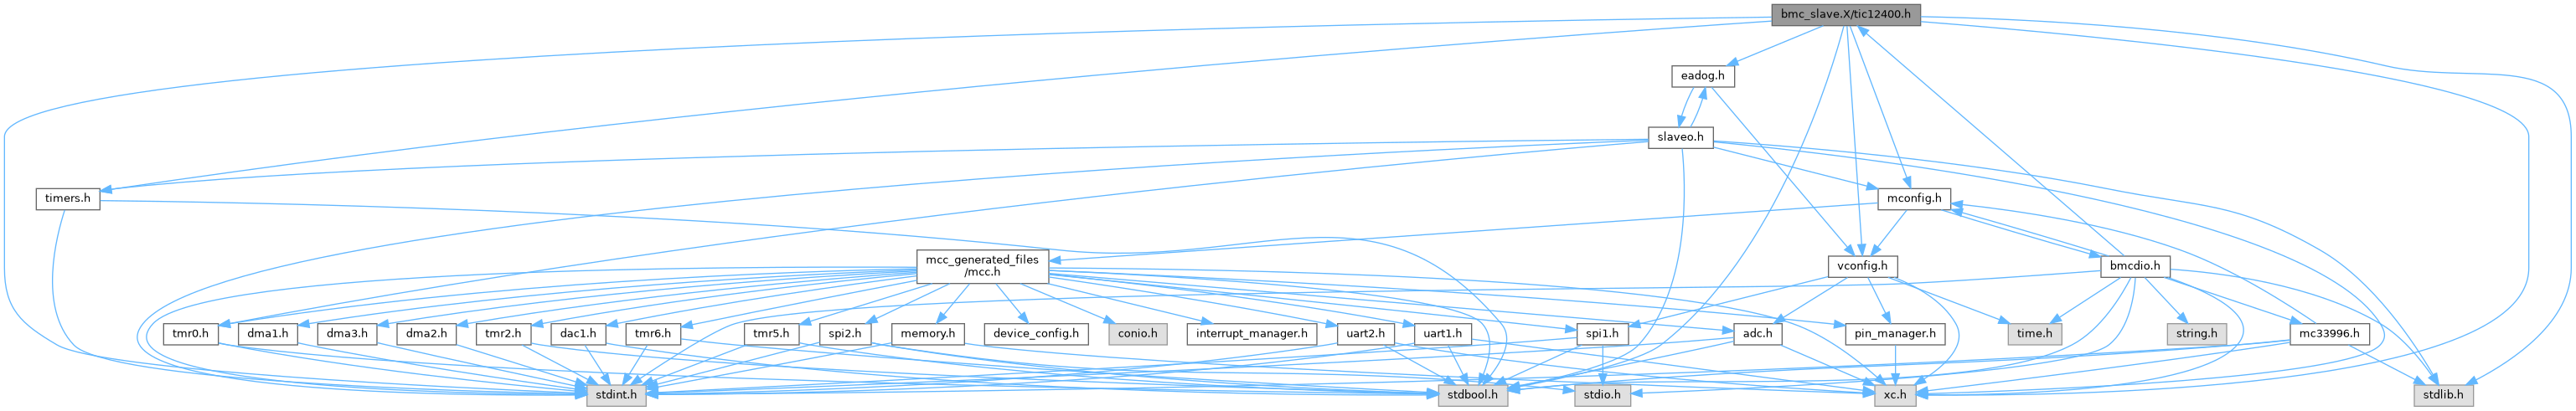 bmc_slave.X/tic12400.h
eadog.h
slaveo.h
timers.h
mconfig.h
mcc_generated_files
/mcc.h
vconfig.h
bmcdio.h
tmr0.h
dma1.h
dma3.h
dma2.h
tmr2.h
dac1.h
tmr6.h
tmr5.h
spi2.h
memory.h
device_config.h
conio.h
interrupt_manager.h
uart2.h
uart1.h
spi1.h
adc.h
pin_manager.h
time.h
string.h
mc33996.h
stdint.h
stdbool.h
stdio.h
xc.h
stdlib.h